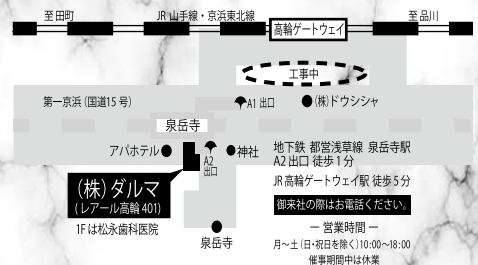 至田町
JR 山手線・京浜東北線
高輪ゲートウェイ
至品川
工事中
第一京浜（国道15号）
A1 出口
（株）ドウシシャ
泉岳寺
アパホテル
A2
出口
神社
（株）ダルマ
（レアール高輪 401）
1F は松永歯科医院
泉岳寺
地下鉄 都営浅草線 泉岳寺駅
A2 出口 徒歩 1 分
JR 高輪ゲートウェイ駅 徒歩 5 分
御来社の際はお電話ください。
― 営業時間 ―
月～土（日・祝日を除く）10:00～18:00
催事期間中は休業